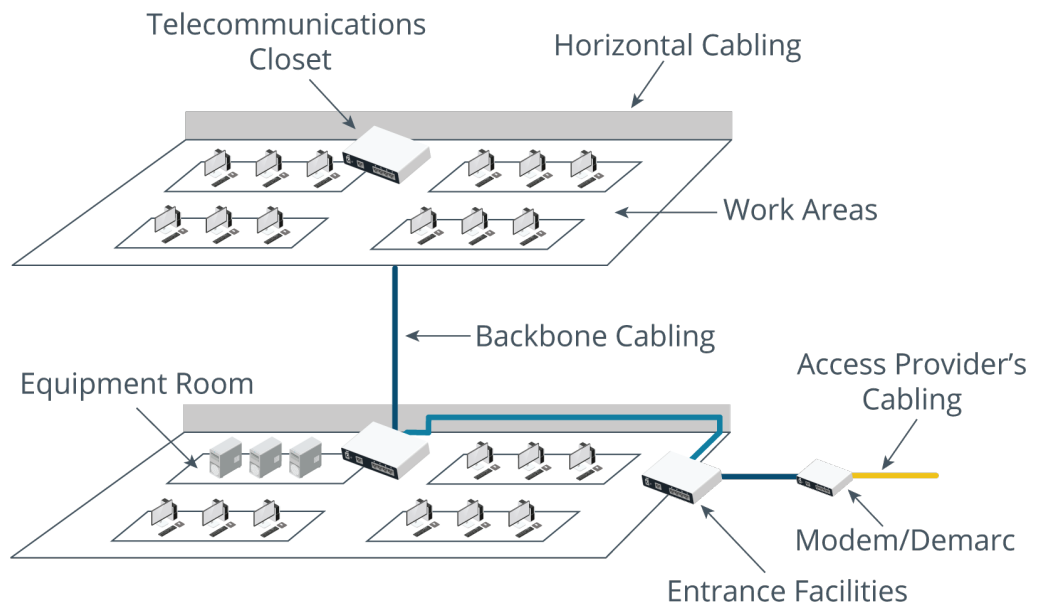 Telecommunications
Closet
Horizontal Cabling
Work Areas
Backbone Cabling
Equipment Room
Access Provider's
Cabling
Modem/Demarc
Entrance Facilities